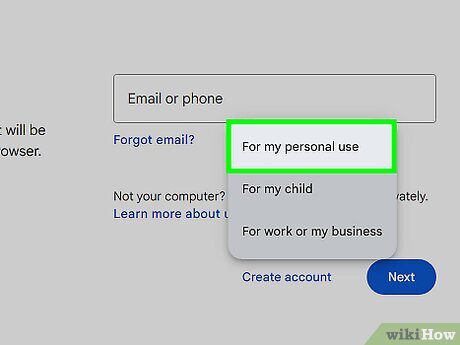 Email or phone
t will be
rowser.
Forgot email?
For my personal use
For my child
Not your computer?
vately.
Learn more about u
For work or my business
Create account
Next
wikiHow